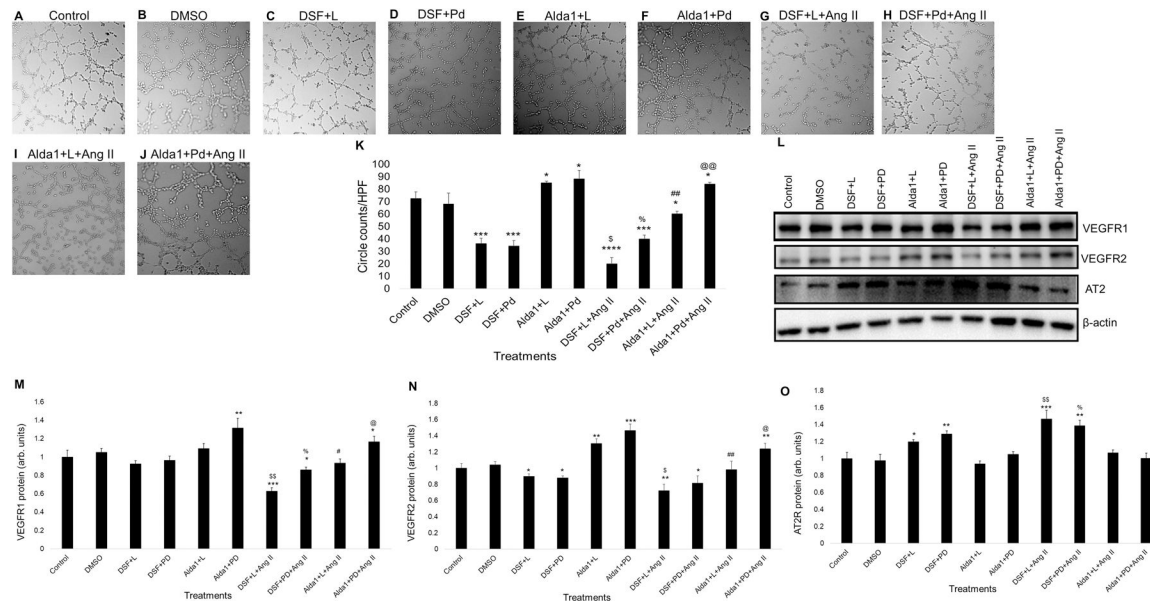 A Control
B DMSO
C DSF+L
D DSF+Pd
E Alda1+L
F Alda1+Pd
G DSF+L+Ang II
H DSF+Pd+Ang II
I Alda1+L+Ang II
J Alda1+Pd+Ang II
K
Circle counts/HPF
100
90
80
70
60
50
40
30
20
10
0
***
***
*
*
$
****
%
***
##
*
@@
*
Control
DMSO
DSF+L
DSF+Pd
Alda1+L
Alda1+Pd
DSF+L+Ang II
DSF+Pd+Ang II
Alda1+L+Ang II
Alda1+Pd+Ang II
Treatments
L
Control
DMSO
DSF+L
DSF+PD
Alda1+L
Alda1+PD
DSF+L+Ang II
DSF+PD+Ang II
Alda1+L+Ang II
Alda1+PD+Ang II
VEGFR1
VEGFR2
AT2
β-actin
M
VEGFR1 protein (arb. units)
1.6
1.4
1.2
1
0.8
0.6
0.4
0.2
0
**
$$
***
%
*
#
@
*
Control
DMSO
DSF+L
DSF+PD
Alda1+L
Alda1+PD
DSF+L+Ang II
DSF+PD+Ang II
Alda1+L+Ang II
Alda1+PD+Ang II
Treatments
N
VEGFR2 protein (arb. units)
1.6
1.4
1.2
1
0.8
0.6
0.4
0.2
0
*
*
**
***
$
**
*
##
@
**
Control
DMSO
DSF+L
DSF+PD
Alda1+L
Alda1+PD
DSF+L+Ang II
DSF+PD+Ang II
Alda1+L+Ang II
Alda1+PD+Ang II
Treatments
O
AT2R protein (arb. units)
1.8
1.6
1.4
1.2
1
0.8
0.6
0.4
0.2
0
*
**
$$
***
%
**
Control
DMSO
DSF+L
DSF+PD
Alda1+L
Alda1+PD
DSF+L+Ang II
DSF+PD+Ang II
Alda1+L+Ang II
Alda1+PD+Ang II
Treatments